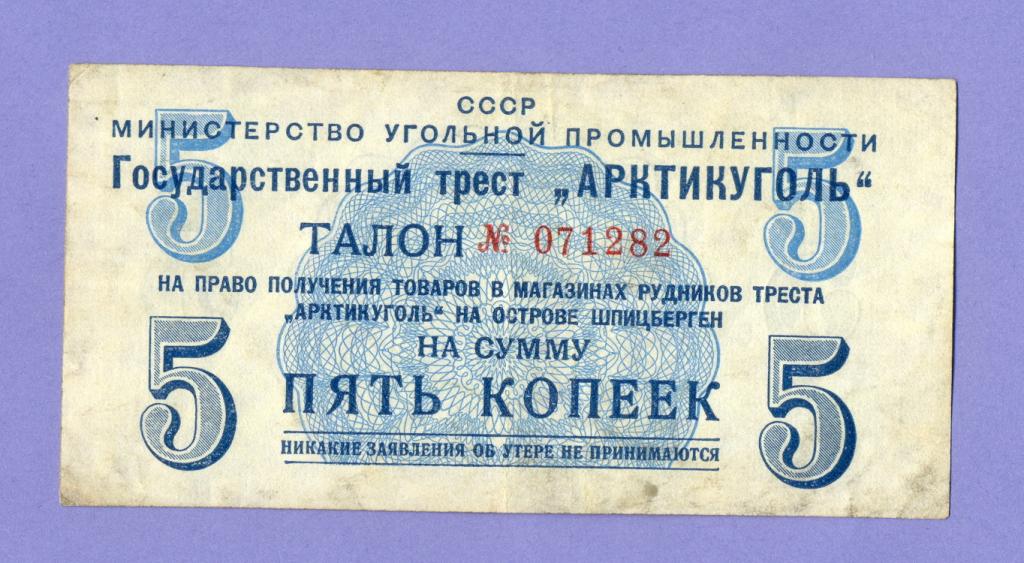 СССР
МИНИСТЕРСТВО УГОЛЬНОЙ ПРОМЫШЛЕННОСТИ
5 5
Государственный трест „АРКТИКУГОЛЬ“
ТАЛОН № 071282
НА ПРАВО ПОЛУЧЕНИЯ ТОВАРОВ В МАГАЗИНАХ РУДНИКОВ ТРЕСТА
„АРКТИКУГОЛЬ“ НА ОСТРОВЕ ШПИЦБЕРГЕН
НА СУММУ
5 ПЯТЬ КОПЕЕК 5
НИКАКИЕ ЗАЯВЛЕНИЯ ОБ УТЕРЕ НЕ ПРИНИМАЮТСЯ